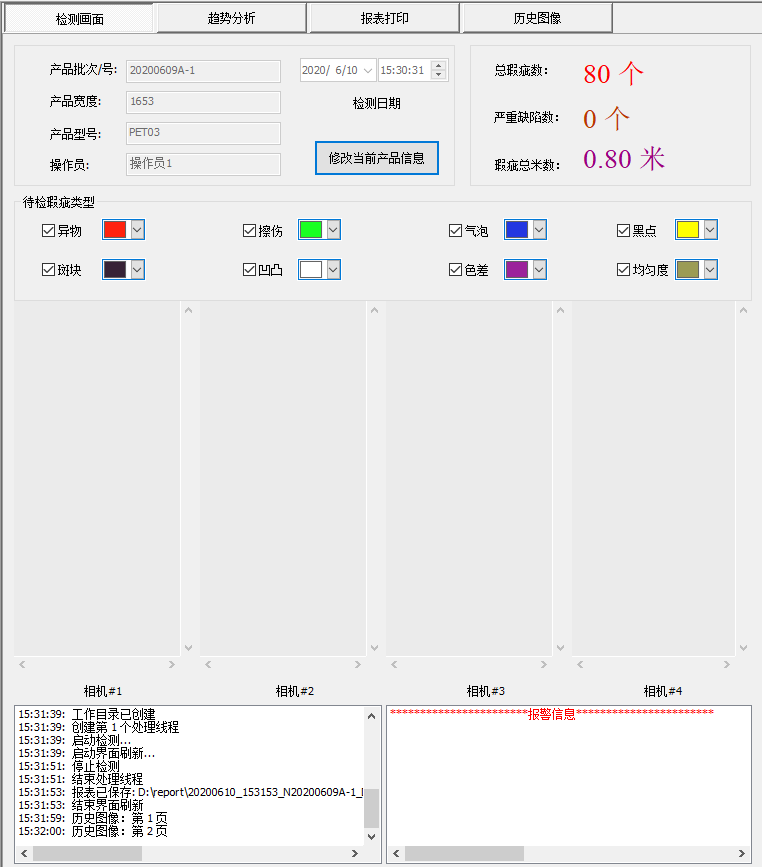 检测画面 趋势分析 报表打印 历史图像
产品批次/号: 20200609A-1 2020/ 6/10 15:30:31
产品宽度: 1653 检测日期
产品型号: PET03
操作员: 操作员1 修改当前产品信息
总瑕疵数: 80 个
严重缺陷数: 0 个
瑕疵总米数: 0.80 米
待检瑕疵类型
异物 擦伤 气泡 黑点
斑块 凹凸 色差 均匀度
相机#1 相机#2 相机#3 相机#4
15:31:39: 工作目录已创建
15:31:39: 创建第 1 个处理线程
15:31:39: 启动检测...
15:31:39: 启动界面刷新...
15:31:51: 停止检测
15:31:51: 结束处理线程
15:31:53: 报表已保存: D:\report\20200610_153153_N20200609A-1_
15:31:53: 结束界面刷新
15:31:59: 历史图像: 第 1 页
15:32:00: 历史图像: 第 2 页
***********************报警信息***********************